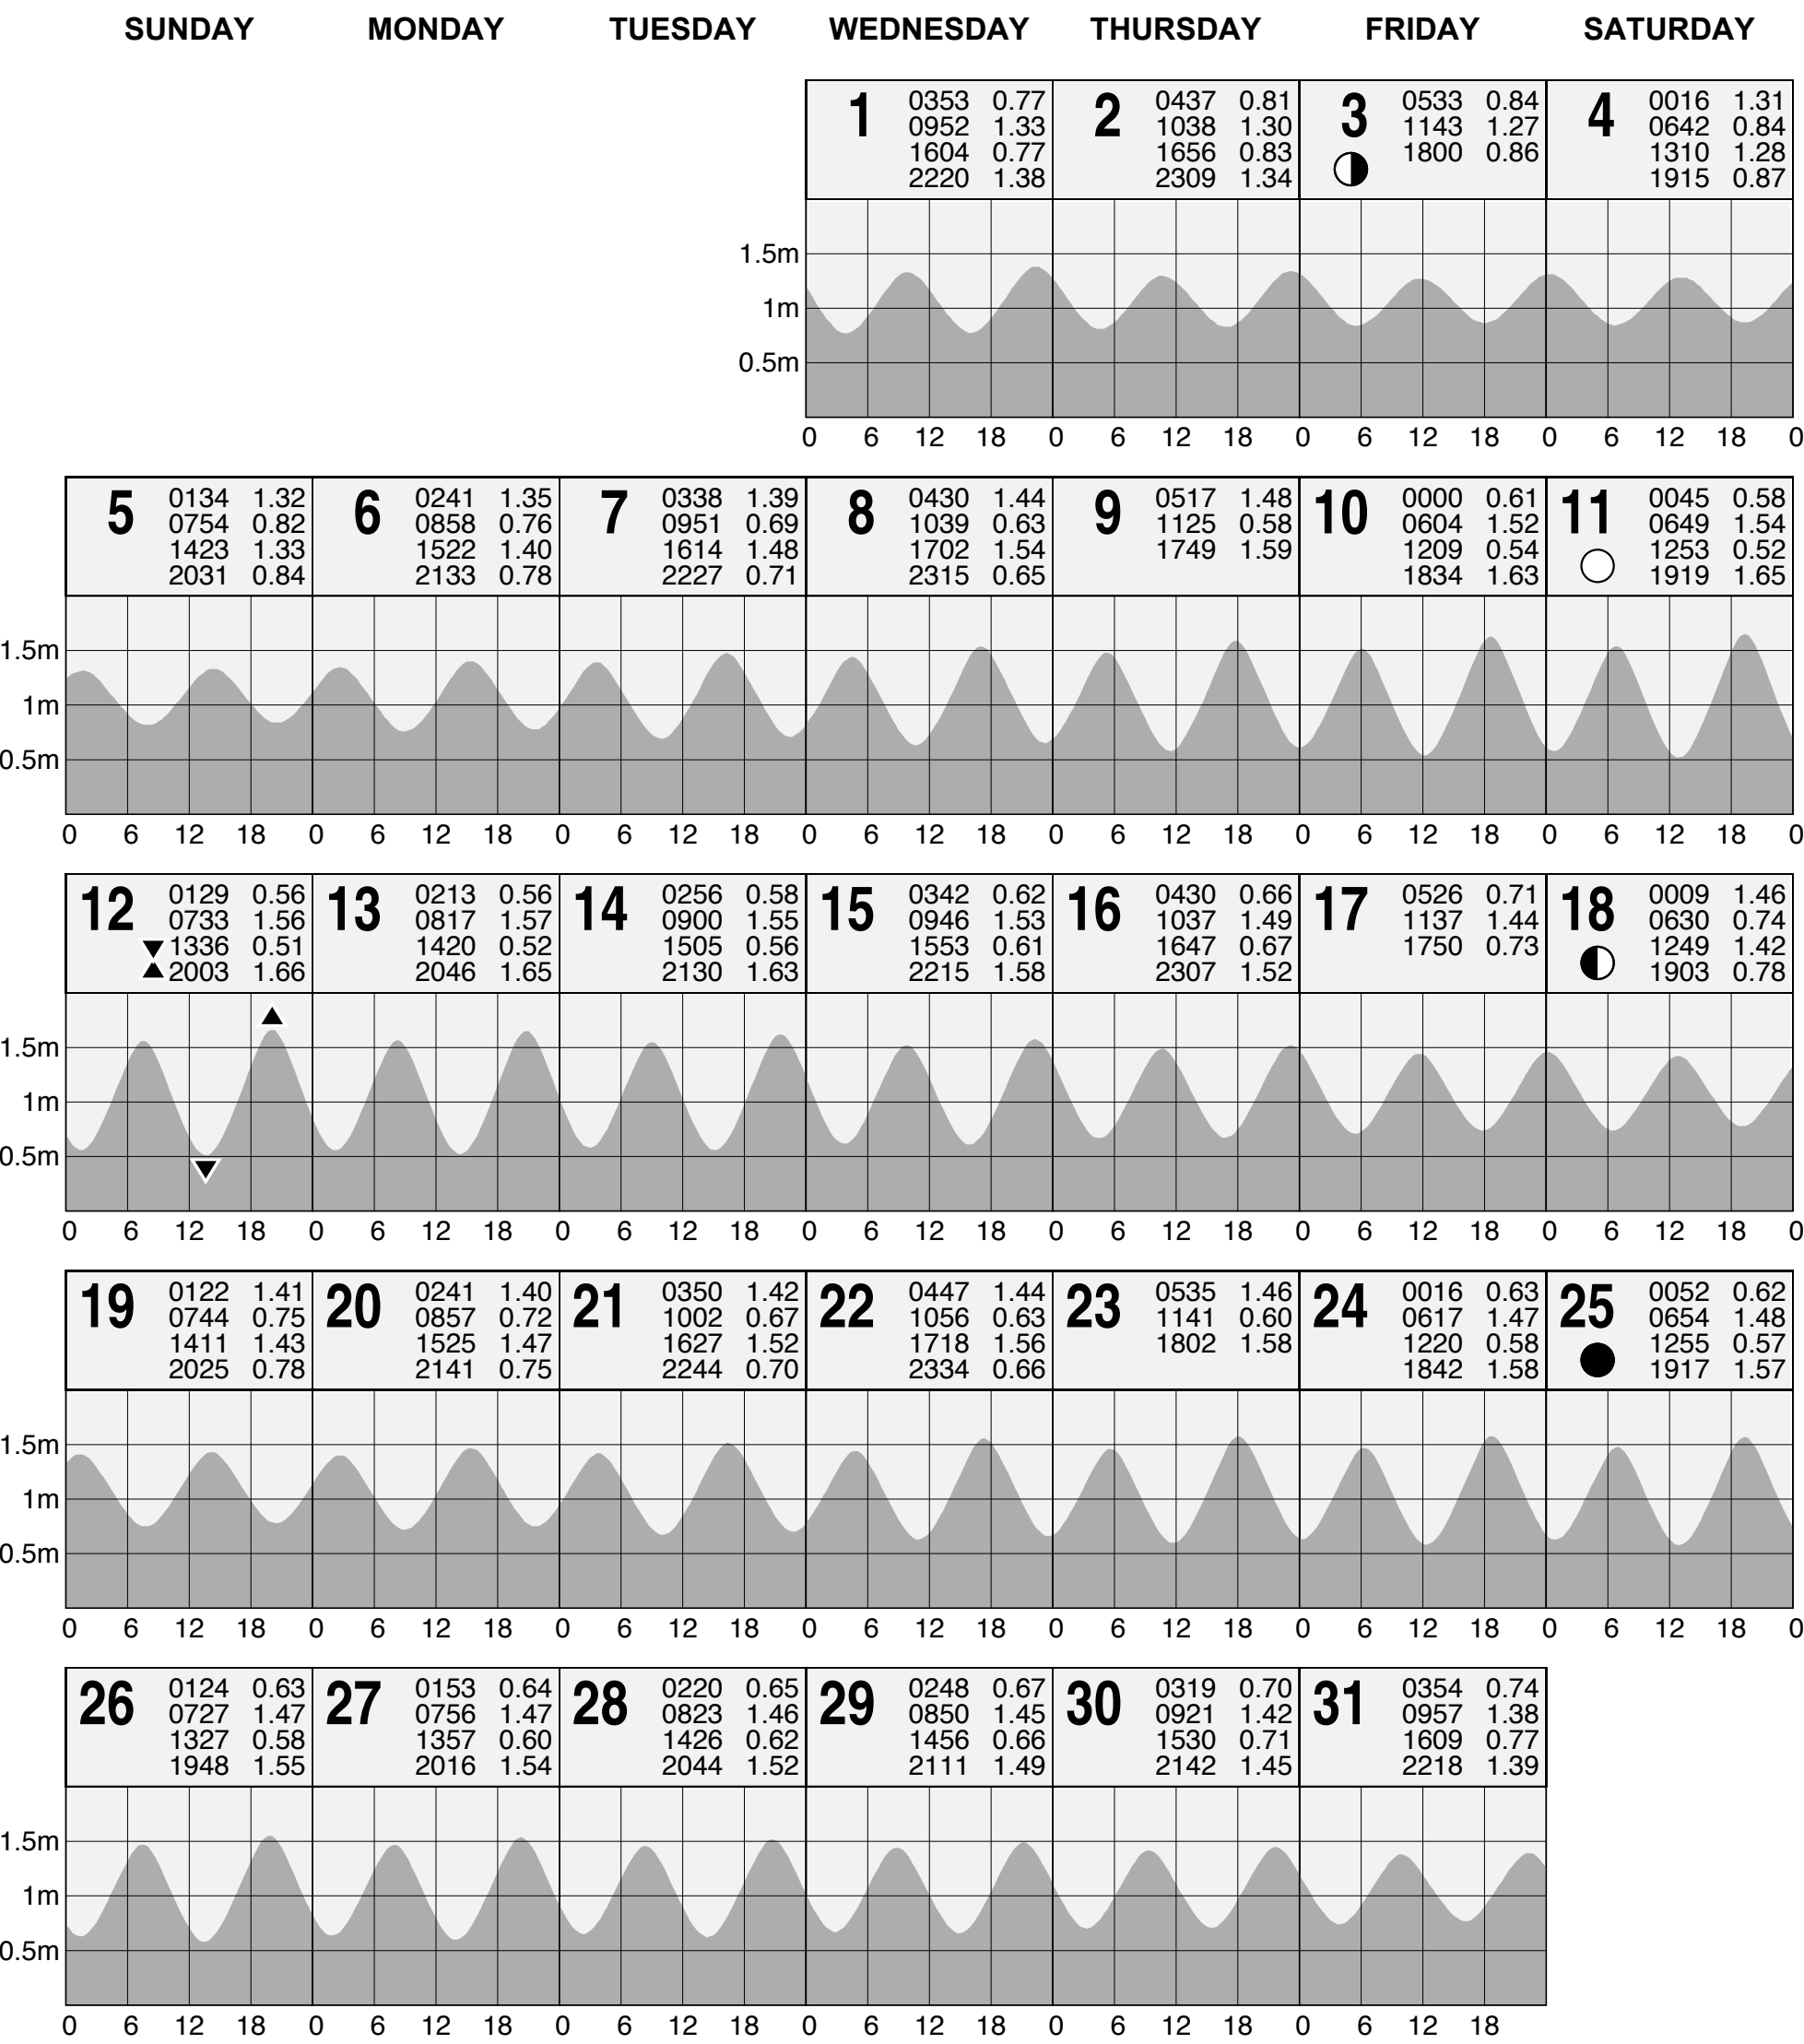 SUNDAY MONDAY TUESDAY WEDNESDAY THURSDAY FRIDAY SATURDAY
1 0353 0.77 2 0437 0.81 3 0533 0.84 4 0016 1.31
0952 1.33 1038 1.30 1143 1.27 0642 0.84
1604 0.77 1656 0.83 1800 0.86 1310 1.28
2220 1.38 2309 1.34 1915 0.87
1.5m
1m
0.5m
0 6 12 18 0 6 12 18 0 6 12 18 0 6 12 18 0
5 0134 1.32 6 0241 1.35 7 0338 1.39 8 0430 1.44 9 0517 1.48 10 0000 0.61 11 0045 0.58
0754 0.82 0858 0.76 0951 0.69 1039 0.63 1125 0.58 0604 1.52 0649 1.54
1423 1.33 1522 1.40 1614 1.48 1702 1.54 1749 1.59 1209 0.54 1253 0.52
2031 0.84 2133 0.78 2227 0.71 2315 0.65 1834 1.63 1919 1.65
1.5m
1m
0.5m
0 6 12 18 0 6 12 18 0 6 12 18 0 6 12 18 0 6 12 18 0 6 12 18 0 6 12 18 0
12 0129 0.56 13 0213 0.56 14 0256 0.58 15 0342 0.62 16 0430 0.66 17 0526 0.71 18 0009 1.46
0733 1.56 0817 1.57 0900 1.55 0946 1.53 1037 1.49 1137 1.44 0630 0.74
1336 0.51 1420 0.52 1505 0.56 1553 0.61 1647 0.67 1750 0.73 1249 1.42
2003 1.66 2046 1.65 2130 1.63 2215 1.58 2307 1.52 1903 0.78
1.5m
1m
0.5m
0 6 12 18 0 6 12 18 0 6 12 18 0 6 12 18 0 6 12 18 0 6 12 18 0 6 12 18 0
19 0122 1.41 20 0241 1.40 21 0350 1.42 22 0447 1.44 23 0535 1.46 24 0016 0.63 25 0052 0.62
0744 0.75 0857 0.72 1002 0.67 1056 0.63 1141 0.60 0617 1.47 0654 1.48
1411 1.43 1525 1.47 1627 1.52 1718 1.56 1802 1.58 1220 0.58 1255 0.57
2025 0.78 2141 0.75 2244 0.70 2334 0.66 1842 1.58 1917 1.57
1.5m
1m
0.5m
0 6 12 18 0 6 12 18 0 6 12 18 0 6 12 18 0 6 12 18 0 6 12 18 0 6 12 18 0
26 0124 0.63 27 0153 0.64 28 0220 0.65 29 0248 0.67 30 0319 0.70 31 0354 0.74
0727 1.47 0756 1.47 0823 1.46 0850 1.45 0921 1.42 0957 1.38
1327 0.58 1357 0.60 1426 0.62 1456 0.66 1530 0.71 1609 0.77
1948 1.55 2016 1.54 2044 1.52 2111 1.49 2142 1.45 2218 1.39
1.5m
1m
0.5m
0 6 12 18 0 6 12 18 0 6 12 18 0 6 12 18 0 6 12 18 0 6 12 18